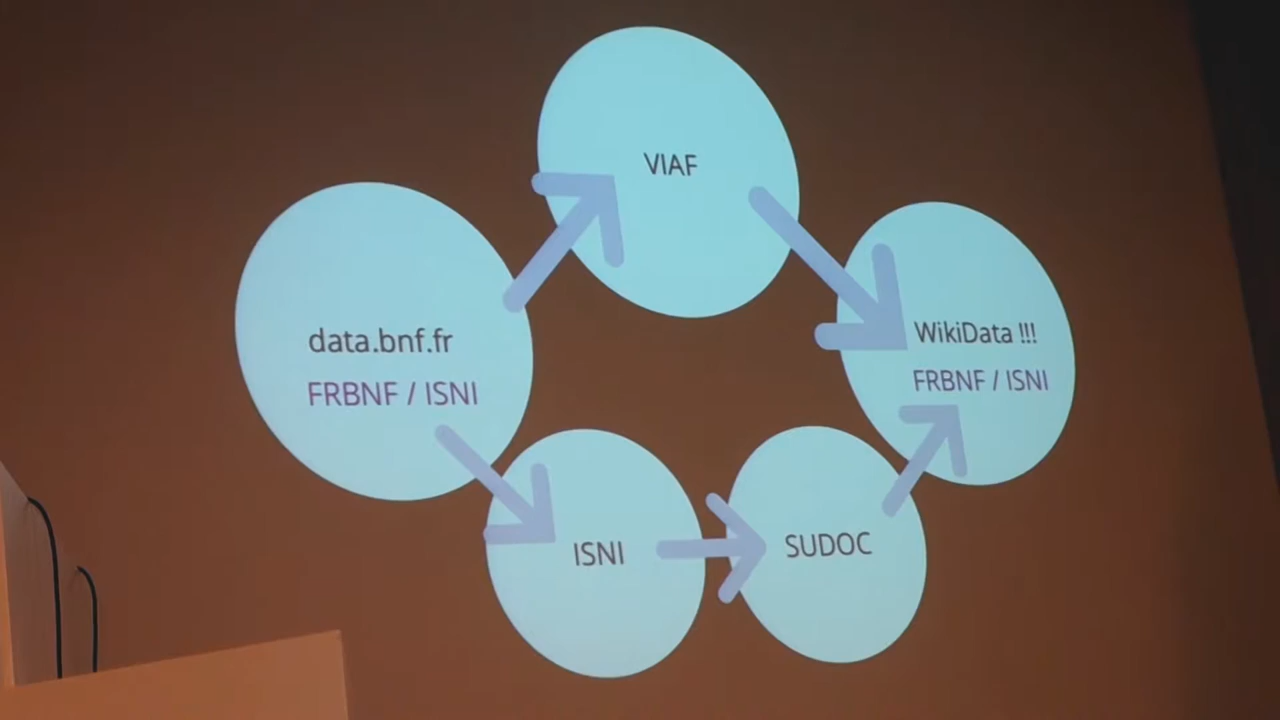 VIAF
data.bnf.fr
FRBNF / ISNI
WikiData !!!
FRBNF / ISNI
ISNI
SUDOC